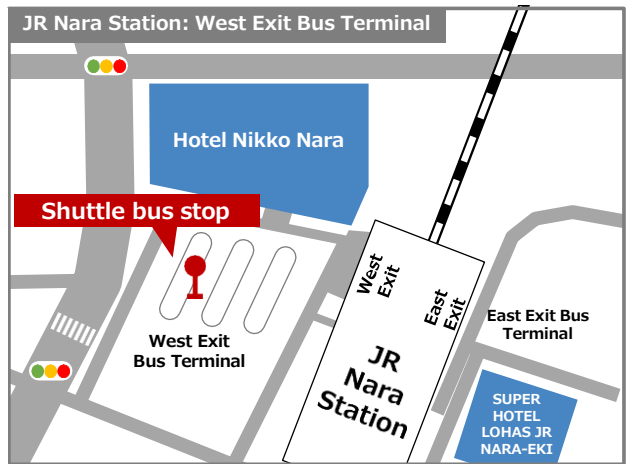 JR Nara Station: West Exit Bus Terminal
Hotel Nikko Nara
Shuttle bus stop
West
Exit
East
Exit
East Exit Bus
Terminal
West Exit
Bus Terminal
JR
Nara
Station
SUPER
HOTEL
LOHAS JR
NARA-EKI